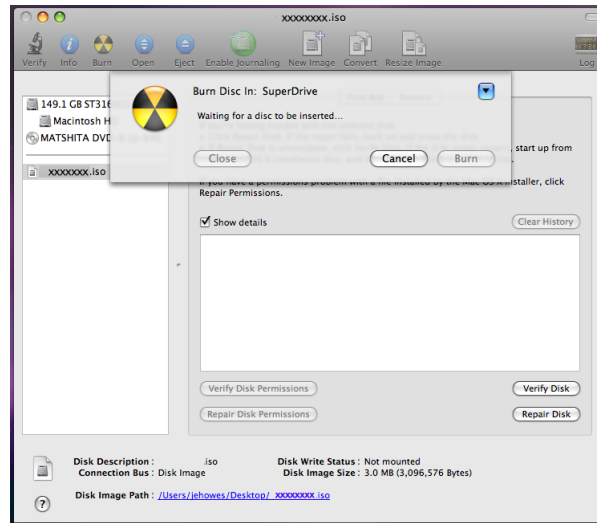 xxxxxxxx.iso
Verify Info Burn Open Eject Enable Journaling New Image Convert Resize Image Log
Burn Disc In: SuperDrive
Waiting for a disc to be inserted...
Close Cancel Burn
149.1 GB
Macintosh
MATSHITA
xxxxxxx.iso
start up from
If you have a permissions problem with a file installed by the Mac OS X installer, click
Repair Permissions.
Show details Clear History
Verify Disk Permissions Verify Disk
Repair Disk Permissions Repair Disk
Disk Description : .iso Disk Write Status : Not mounted
Connection Bus : Disk Image Disk Image Size : 3.0 MB (3,096,576 Bytes)
Disk Image Path : /Users/jehowes/Desktop/ xxxxxxxx.iso
?